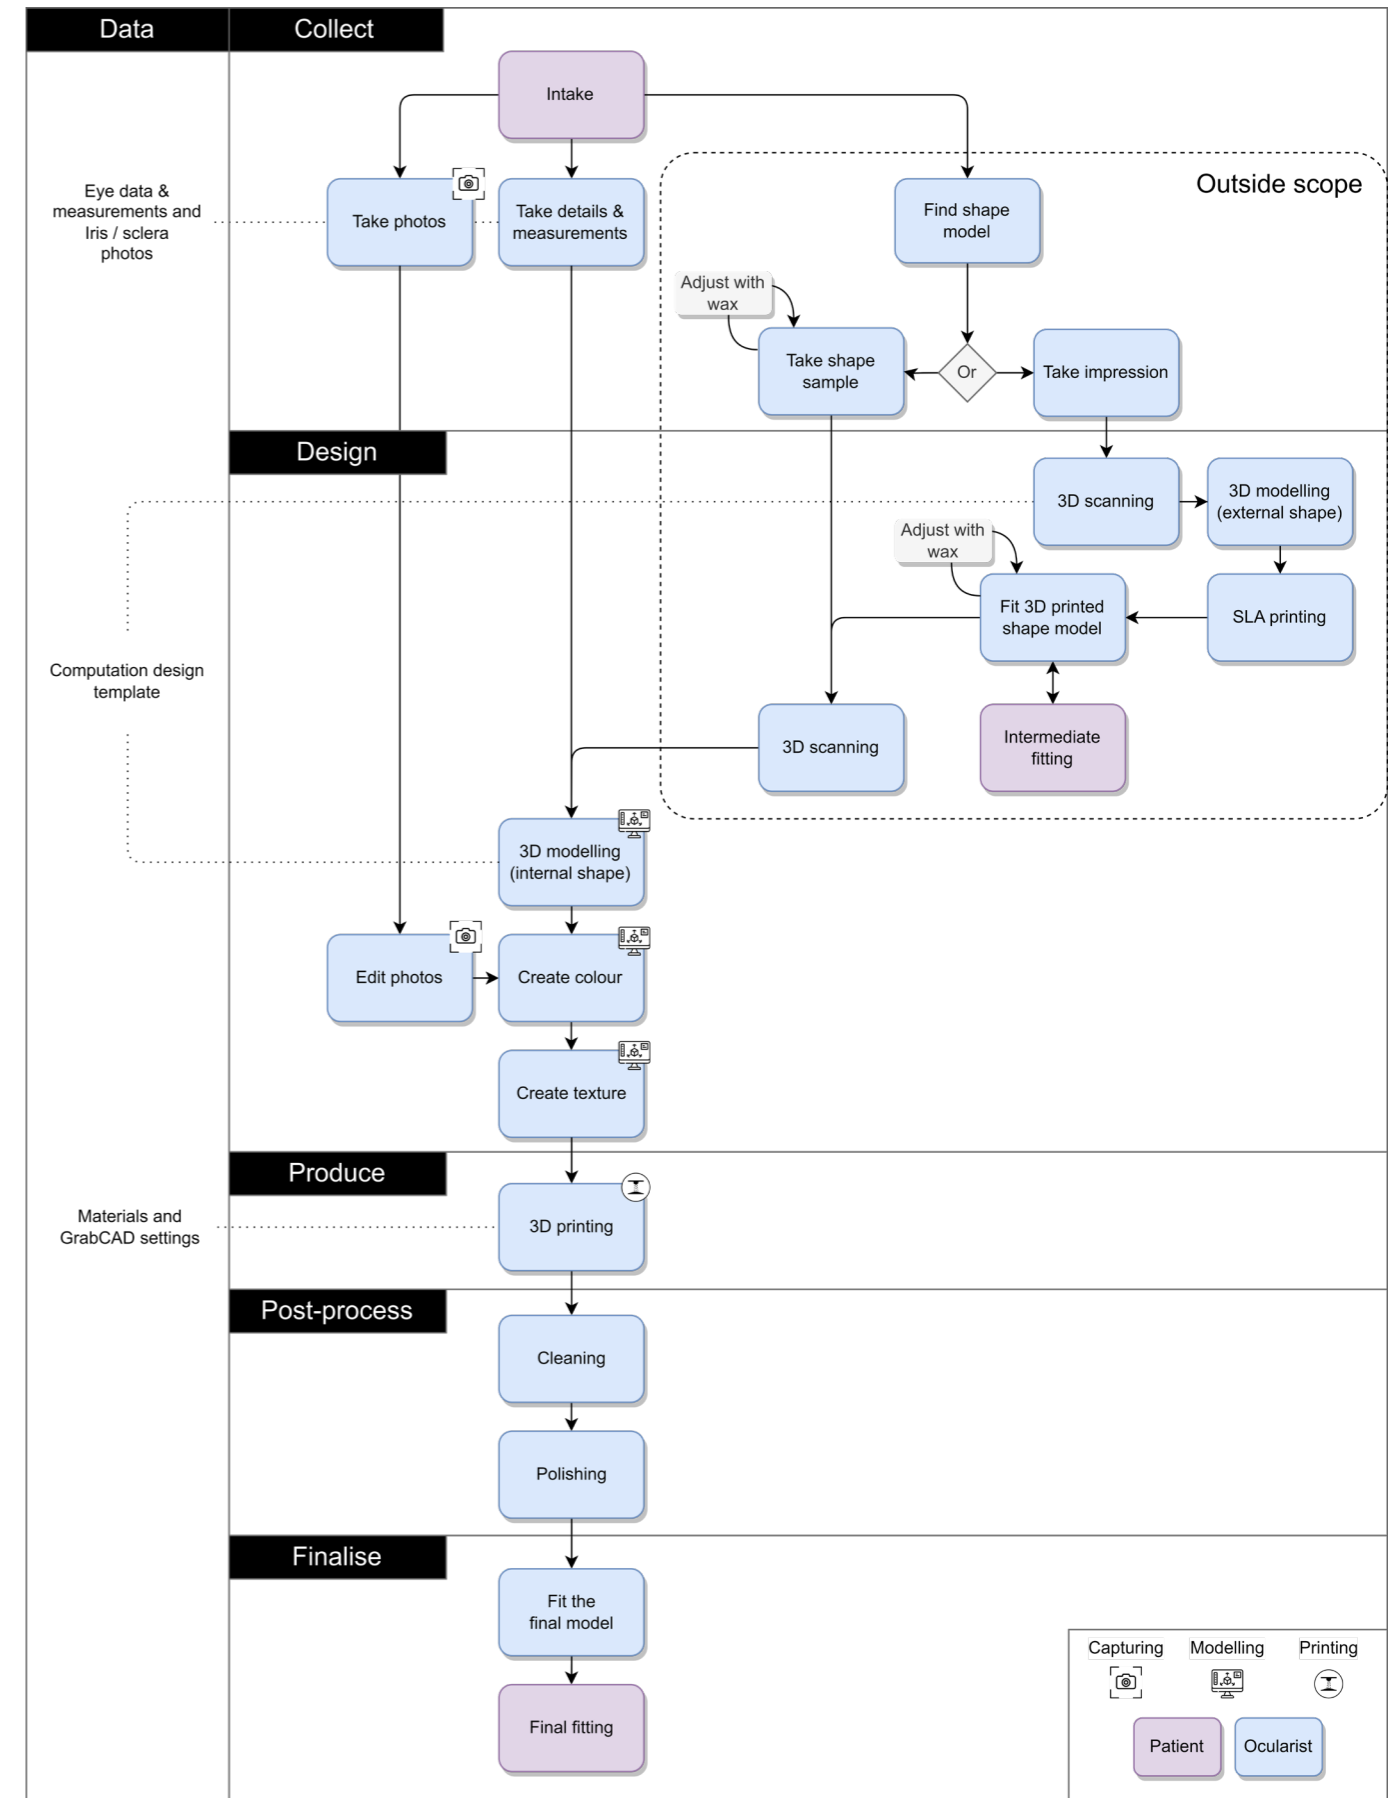 Data
Collect
Intake
Eye data &
measurements and
Iris / sclera
photos
Take photos
Take details &
measurements
Outside scope
Find shape
model
Adjust with
wax
Take shape
sample
Or
Take impression
Design
3D scanning
3D modelling
(external shape)
Adjust with
wax
Fit 3D printed
shape model
SLA printing
Computation design
template
3D scanning
Intermediate
fitting
3D modelling
(internal shape)
Edit photos
Create colour
Create texture
Produce
Materials and
GrabCAD settings
3D printing
Post-process
Cleaning
Polishing
Finalise
Fit the
final model
Final fitting
Capturing
Modelling
Printing
Patient
Ocularist